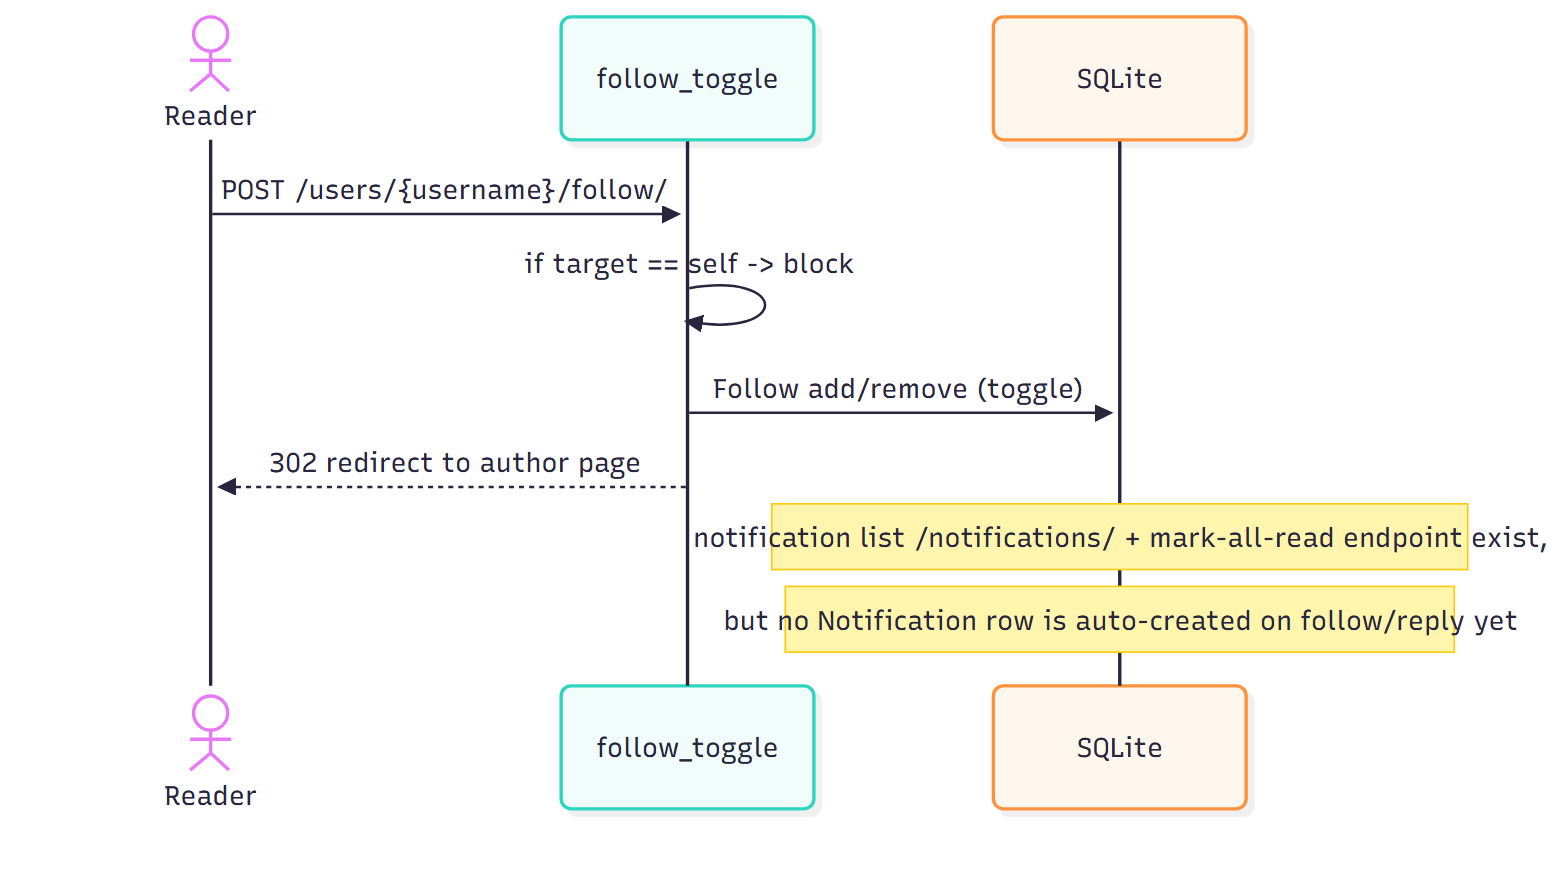 Reader
follow_toggle
SQLite
POST /users/{username}/follow/
if target == self -> block
Follow add/remove (toggle)
302 redirect to author page
notification list /notifications/ + mark-all-read endpoint exist,
but no Notification row is auto-created on follow/reply yet
Reader
follow_toggle
SQLite